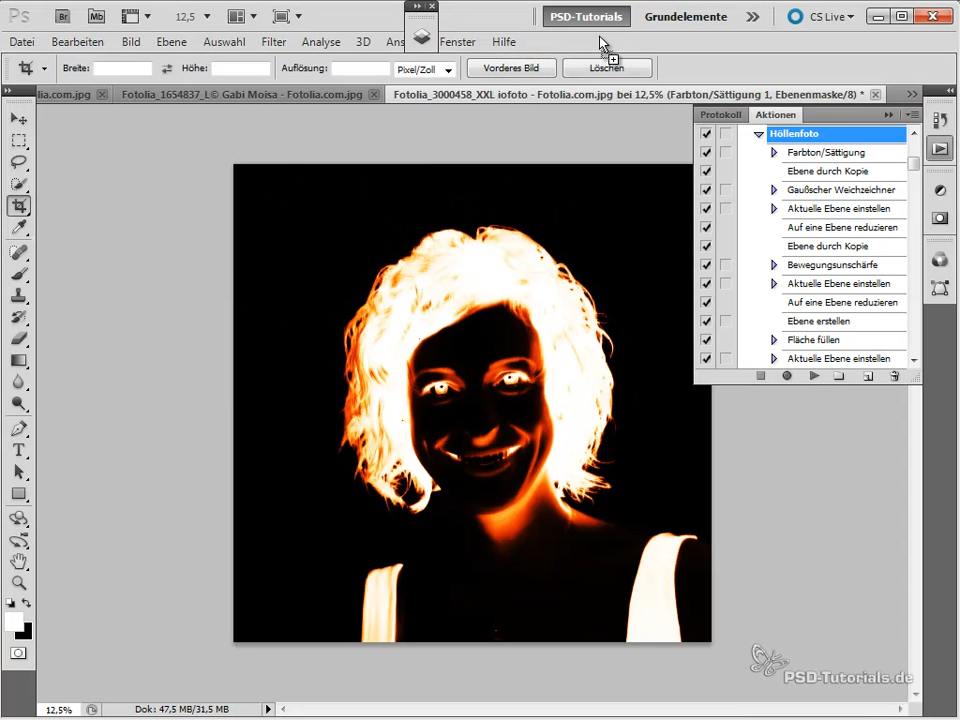 Ps Br Mb 12,5 PSD-Tutorials Grundelemente CS Live
Datei Bearbeiten Bild Ebene Auswahl Filter Analyse 3D Ans Fenster Hilfe
Breite: Höhe: Auflösung: Pixel/Zoll Vorderes Bild Löschen
lia.com.jpg Fotolia_1654837_L© Gabi Moisa - Fotolia.com.jpg Fotolia_3000458_XXL iofoto - Fotolia.com.jpg bei 12,5% (Farbton/Sättigung 1, Ebenenmaske/8) *
Protokoll Aktionen
Höllenfoto
Farbton/Sättigung
Ebene durch Kopie
Gaußscher Weichzeichner
Aktuelle Ebene einstellen
Auf eine Ebene reduzieren
Ebene durch Kopie
Bewegungsunschärfe
Aktuelle Ebene einstellen
Auf eine Ebene reduzieren
Ebene erstellen
Fläche füllen
Aktuelle Ebene einstellen
T
PSD-Tutorials.de
12,5% Dok: 47,5 MB/31,5 MB